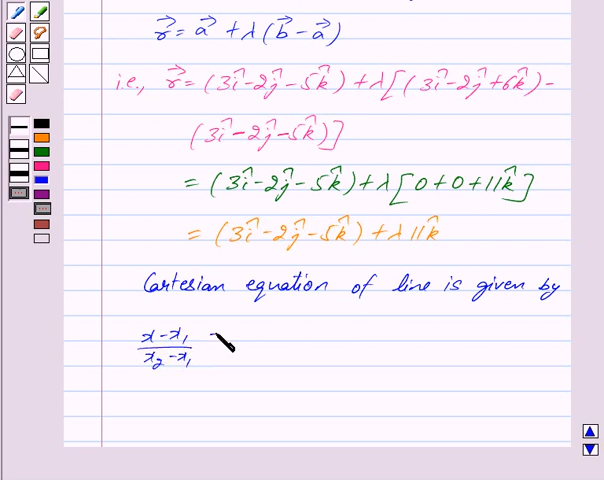 r⃗ = a⃗ + λ(b⃗ - a⃗)
i.e., r⃗ = (3î - 2ĵ - 5k̂) + λ[(3î - 2ĵ + 6k̂) -
(3î - 2ĵ - 5k̂)]
= (3î - 2ĵ - 5k̂) + λ[0 + 0 + 11k̂]
= (3î - 2ĵ - 5k̂) + λ11k̂
Cartesian equation of line is given by
x - x₁
x₂ - x₁